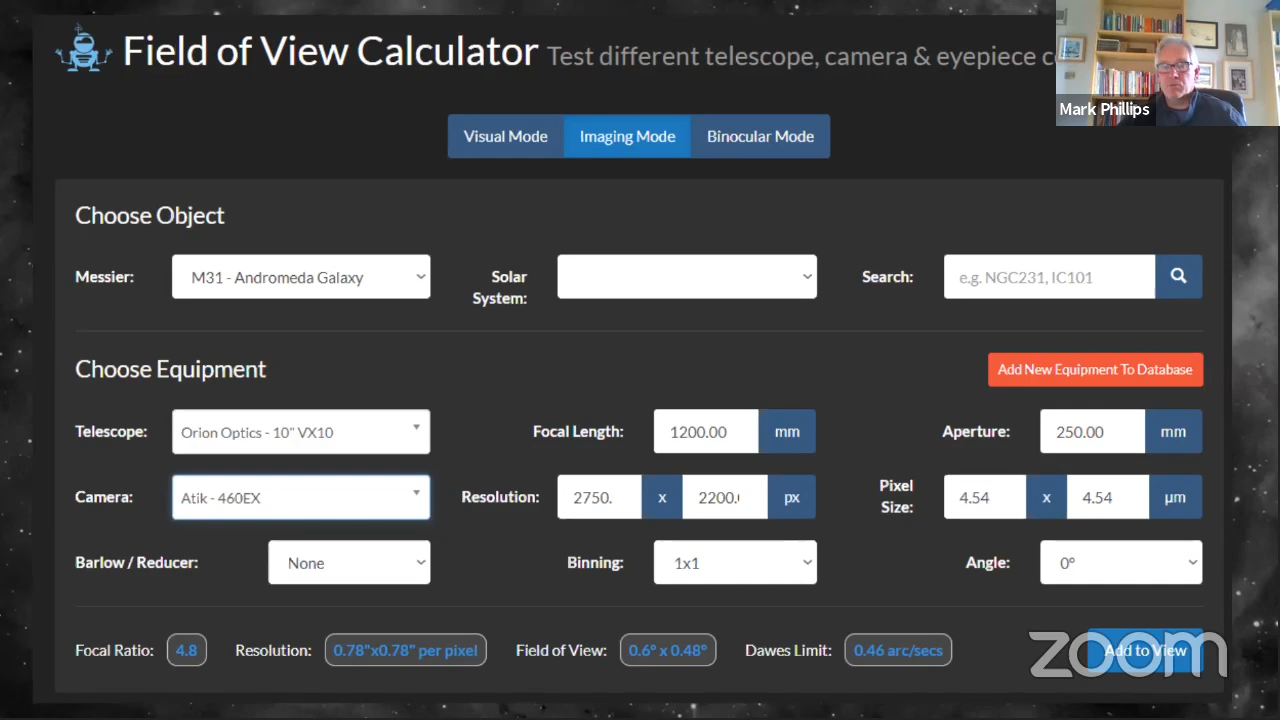 Field of View Calculator Test different telescope, camera & eyepiece
Mark Phillips
Visual Mode Imaging Mode Binocular Mode
Choose Object
Messier: M31 - Andromeda Galaxy Solar System: Search: e.g. NGC231, IC101
Choose Equipment Add New Equipment To Database
Telescope: Orion Optics - 10" VX10 Focal Length: 1200.00 mm Aperture: 250.00 mm
Camera: Atik - 460EX Resolution: 2750. x 2200. px Pixel Size: 4.54 x 4.54 µm
Barlow / Reducer: None Binning: 1x1 Angle: 0°
Focal Ratio: 4.8 Resolution: 0.78"x0.78" per pixel Field of View: 0.6° x 0.48° Dawes Limit: 0.46 arc/secs Add to View
zoom